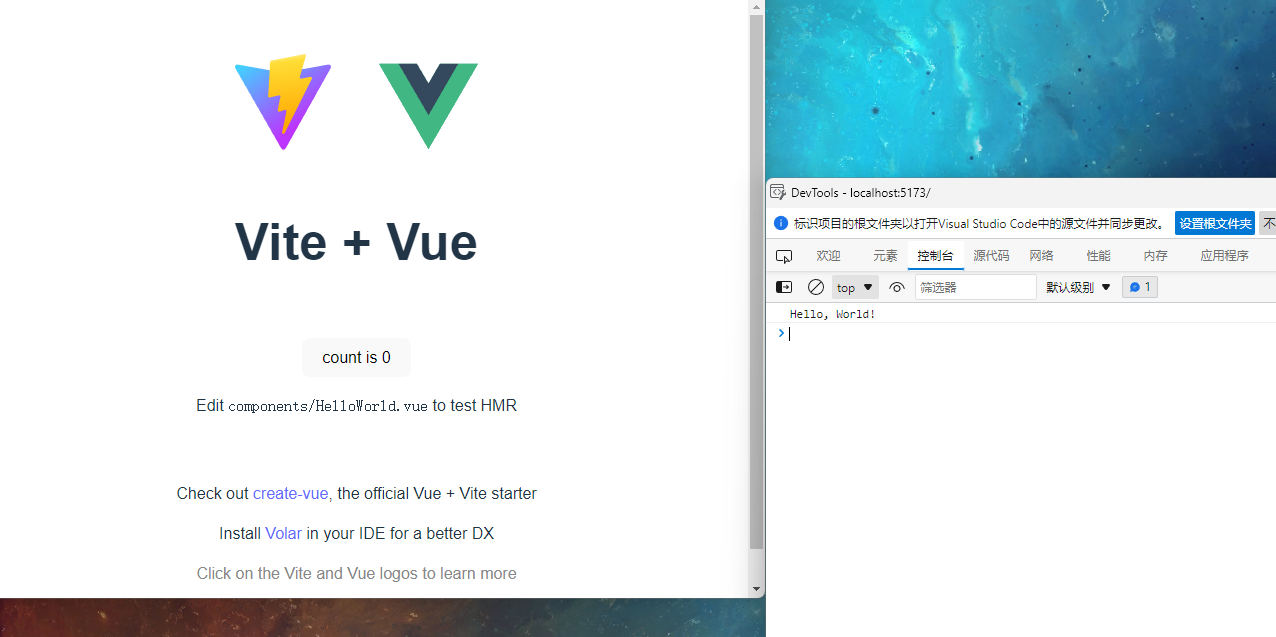 Vite + Vue
count is 0
Edit components/HelloWorld.vue to test HMR
Check out create-vue, the official Vue + Vite starter
Install Volar in your IDE for a better DX
Click on the Vite and Vue logos to learn more
DevTools - localhost:5173/
标识项目的根文件夹以打开Visual Studio Code中的源文件并同步更改。 设置根文件夹 不
欢迎 元素 控制台 源代码 网络 性能 内存 应用程序
top 筛选器 默认级别 1
Hello, World!